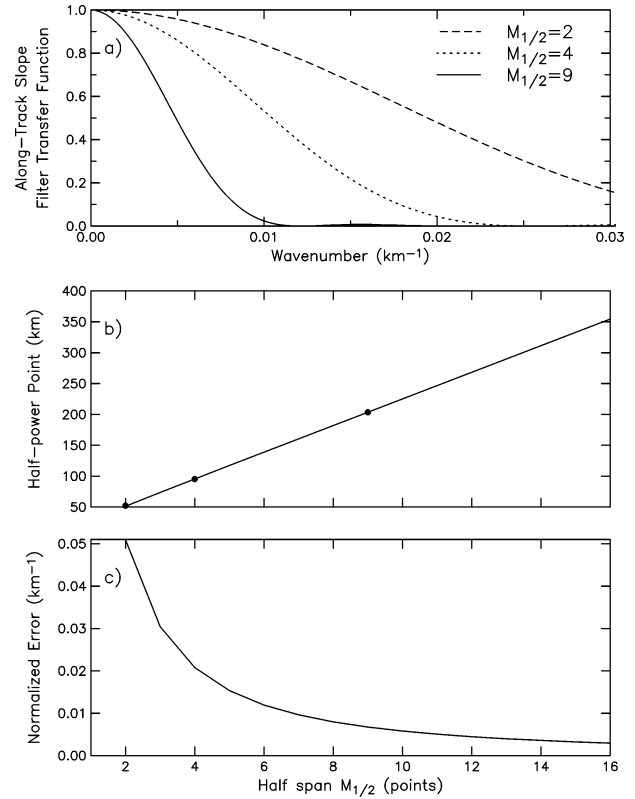 Along-Track Slope
Filter Transfer Function
1.0
0.8
0.6
0.4
0.2
0.0
a)
M1/2=2
M1/2=4
M1/2=9
0.00
0.01
0.02
0.03
Wavenumber (km-1)
Half-power Point (km)
400
350
300
250
200
150
100
50
b)
Normalized Error (km-1)
0.05
0.04
0.03
0.02
0.01
0.00
c)
2
4
6
8
10
12
14
16
Half span M1/2 (points)